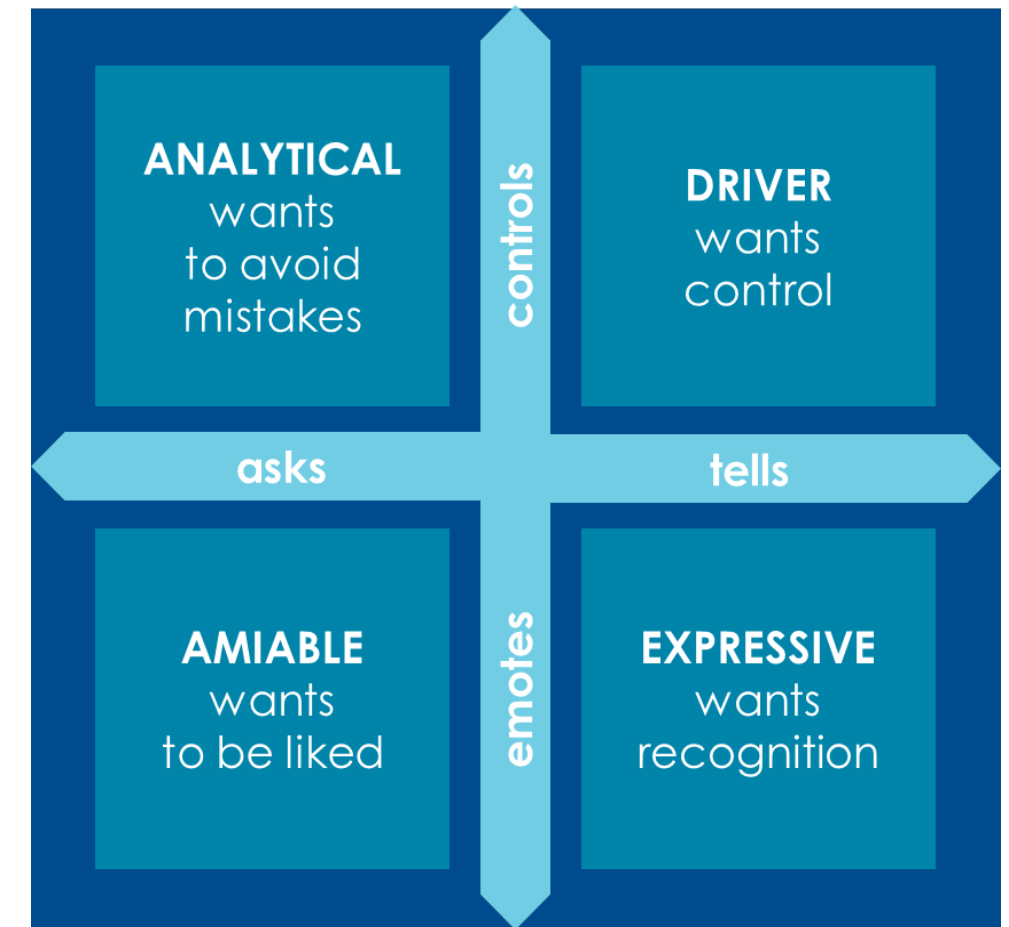 ANALYTICAL
wants
to avoid
mistakes
controls
DRIVER
wants
control
asks
tells
AMIABLE
wants
to be liked
emotes
EXPRESSIVE
wants
recognition